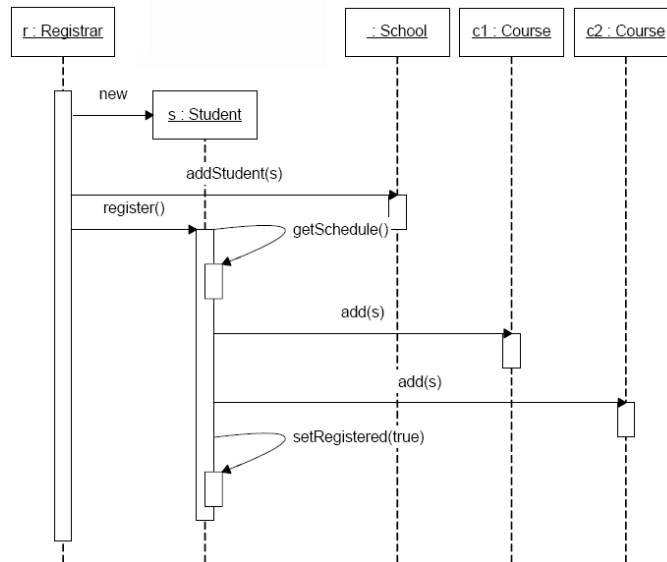 r : Registrar
: School
c1 : Course
c2 : Course
new
s : Student
addStudent(s)
register()
getSchedule()
add(s)
add(s)
setRegistered(true)